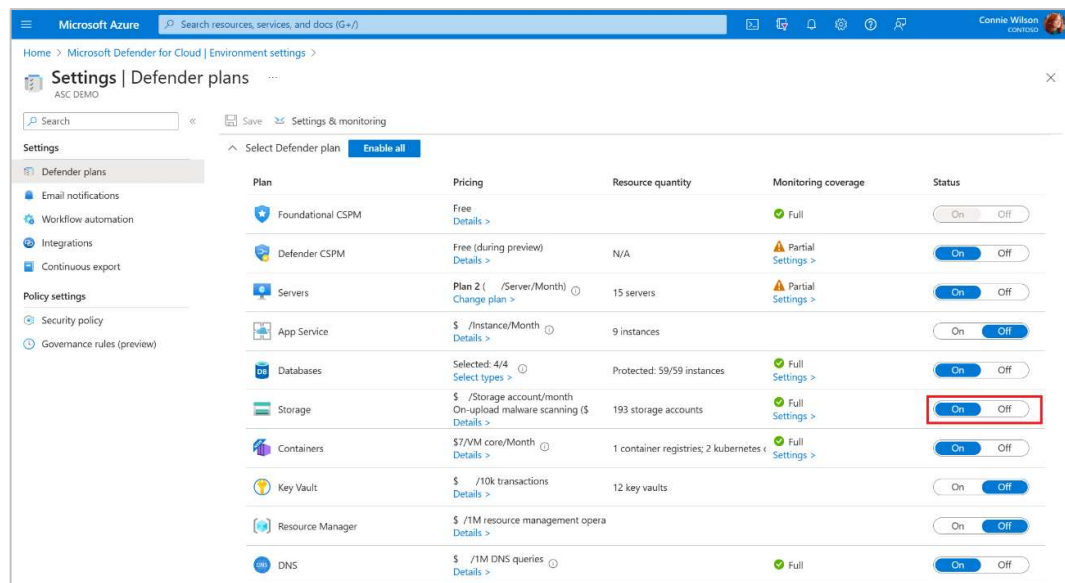 Microsoft Azure
Search resources, services, and docs (G+/)
Connie Wilson
CONTOSO
Home > Microsoft Defender for Cloud | Environment settings >
Settings | Defender plans ...
ASC DEMO
Search «
Save Settings & monitoring
Settings
Defender plans
Email notifications
Workflow automation
Integrations
Continuous export
Policy settings
Security policy
Governance rules (preview)
Select Defender plan Enable all
Plan Pricing Resource quantity Monitoring coverage Status
Foundational CSPM Free Full On Off
Details >
Defender CSPM Free (during preview) N/A Partial On Off
Details > Settings >
Servers Plan 2 ( /Server/Month) 15 servers Partial On Off
Change plan > Settings >
App Service $ /Instance/Month 9 instances On Off
Details >
Databases Selected: 4/4 Protected: 59/59 instances Full On Off
Select types > Settings >
$ /Storage account/month
Storage On-upload malware scanning ($ 193 storage accounts Full On Off
Details > Settings >
Containers $7/VM core/Month 1 container registries; 2 kubernetes c Full On Off
Details > Settings >
Key Vault $ /10k transactions 12 key vaults On Off
Details >
Resource Manager $ /1M resource management opera On Off
Details >
DNS DNS $ /1M DNS queries Full On Off
Details >